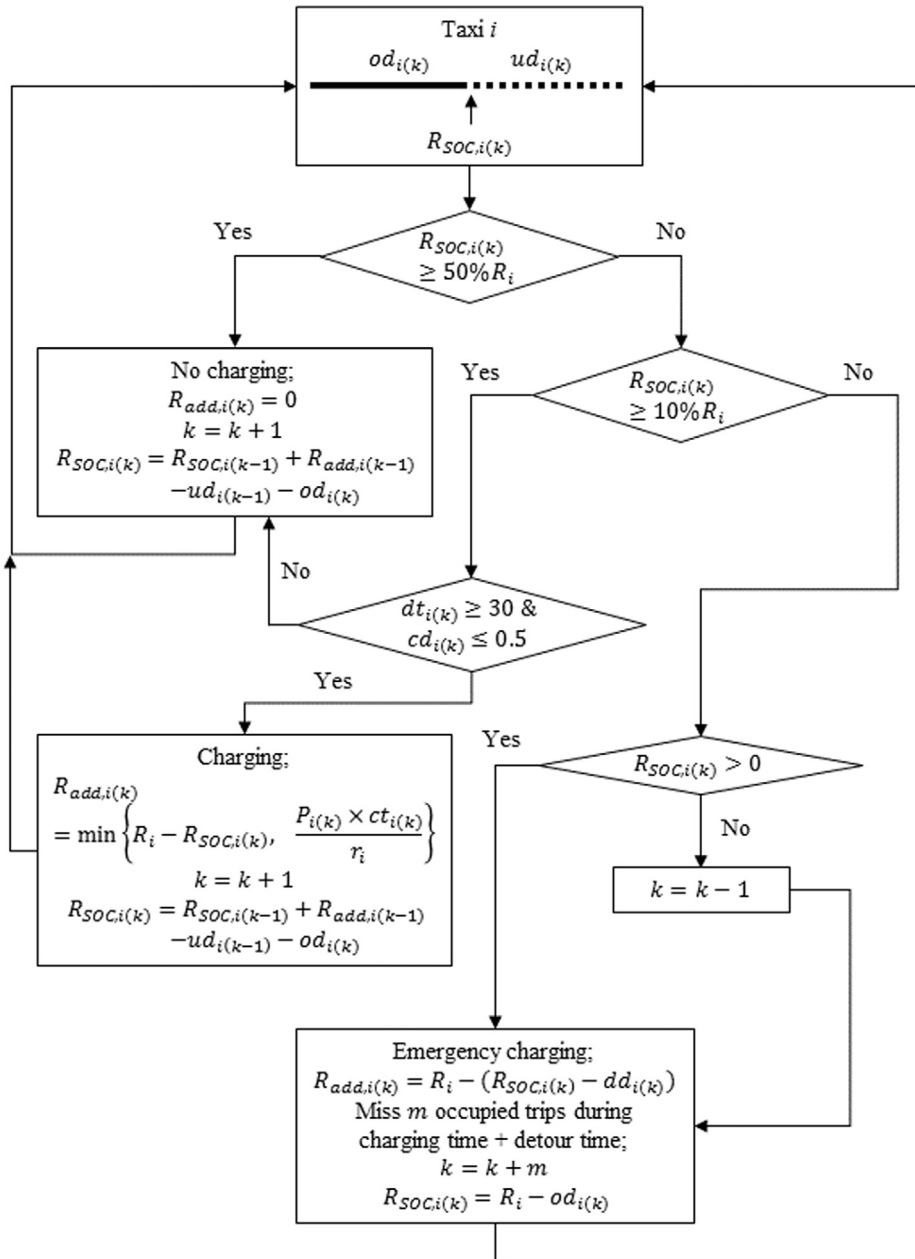 Taxi i
od_{i(k)} ud_{i(k)}
R_{SOC,i(k)}
Yes
R_{SOC,i(k)}
≥ 50%R_i
No
No charging;
R_{add,i(k)} = 0
k = k + 1
R_{SOC,i(k)} = R_{SOC,i(k-1)} + R_{add,i(k-1)}
-ud_{i(k-1)} - od_{i(k)}
Yes
R_{SOC,i(k)}
≥ 10%R_i
No
No
dt_{i(k)} ≥ 30 &
cd_{i(k)} ≤ 0.5
Yes
Charging;
R_{add,i(k)}
= min{R_i - R_{SOC,i(k)}, \frac{P_{i(k)} × ct_{i(k)}}{r_i}}
k = k + 1
R_{SOC,i(k)} = R_{SOC,i(k-1)} + R_{add,i(k-1)}
-ud_{i(k-1)} - od_{i(k)}
Yes
R_{SOC,i(k)} > 0
No
k = k - 1
Emergency charging;
R_{add,i(k)} = R_i - (R_{SOC,i(k)} - dd_{i(k)})
Miss m occupied trips during
charging time + detour time;
k = k + m
R_{SOC,i(k)} = R_i - od_{i(k)}